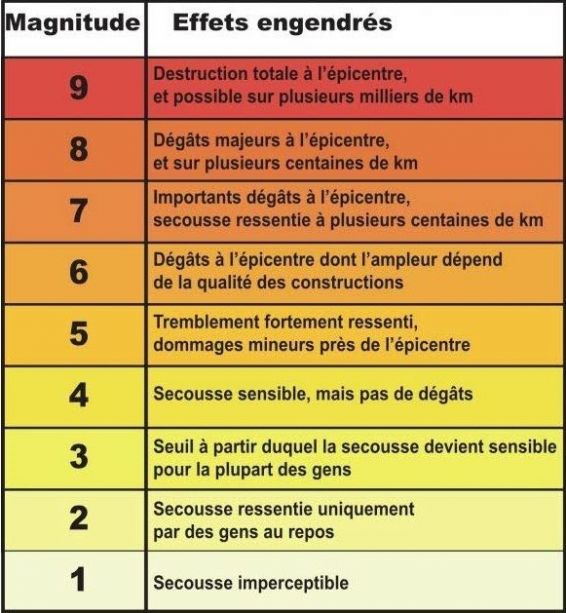 Magnitude Effets engendrés
9
Destruction totale à l'épicentre,
et possible sur plusieurs milliers de km
8
Dégâts majeurs à l'épicentre,
et sur plusieurs centaines de km
7
Importants dégâts à l'épicentre,
secousse ressentie à plusieurs centaines de km
6
Dégâts à l'épicentre dont l'ampleur dépend
de la qualité des constructions
5
Tremblement fortement ressenti,
dommages mineurs près de l'épicentre
4
Secousse sensible, mais pas de dégâts
3
Seuil à partir duquel la secousse devient sensible
pour la plupart des gens
2
Secousse ressentie uniquement
par des gens au repos
1
Secousse imperceptible